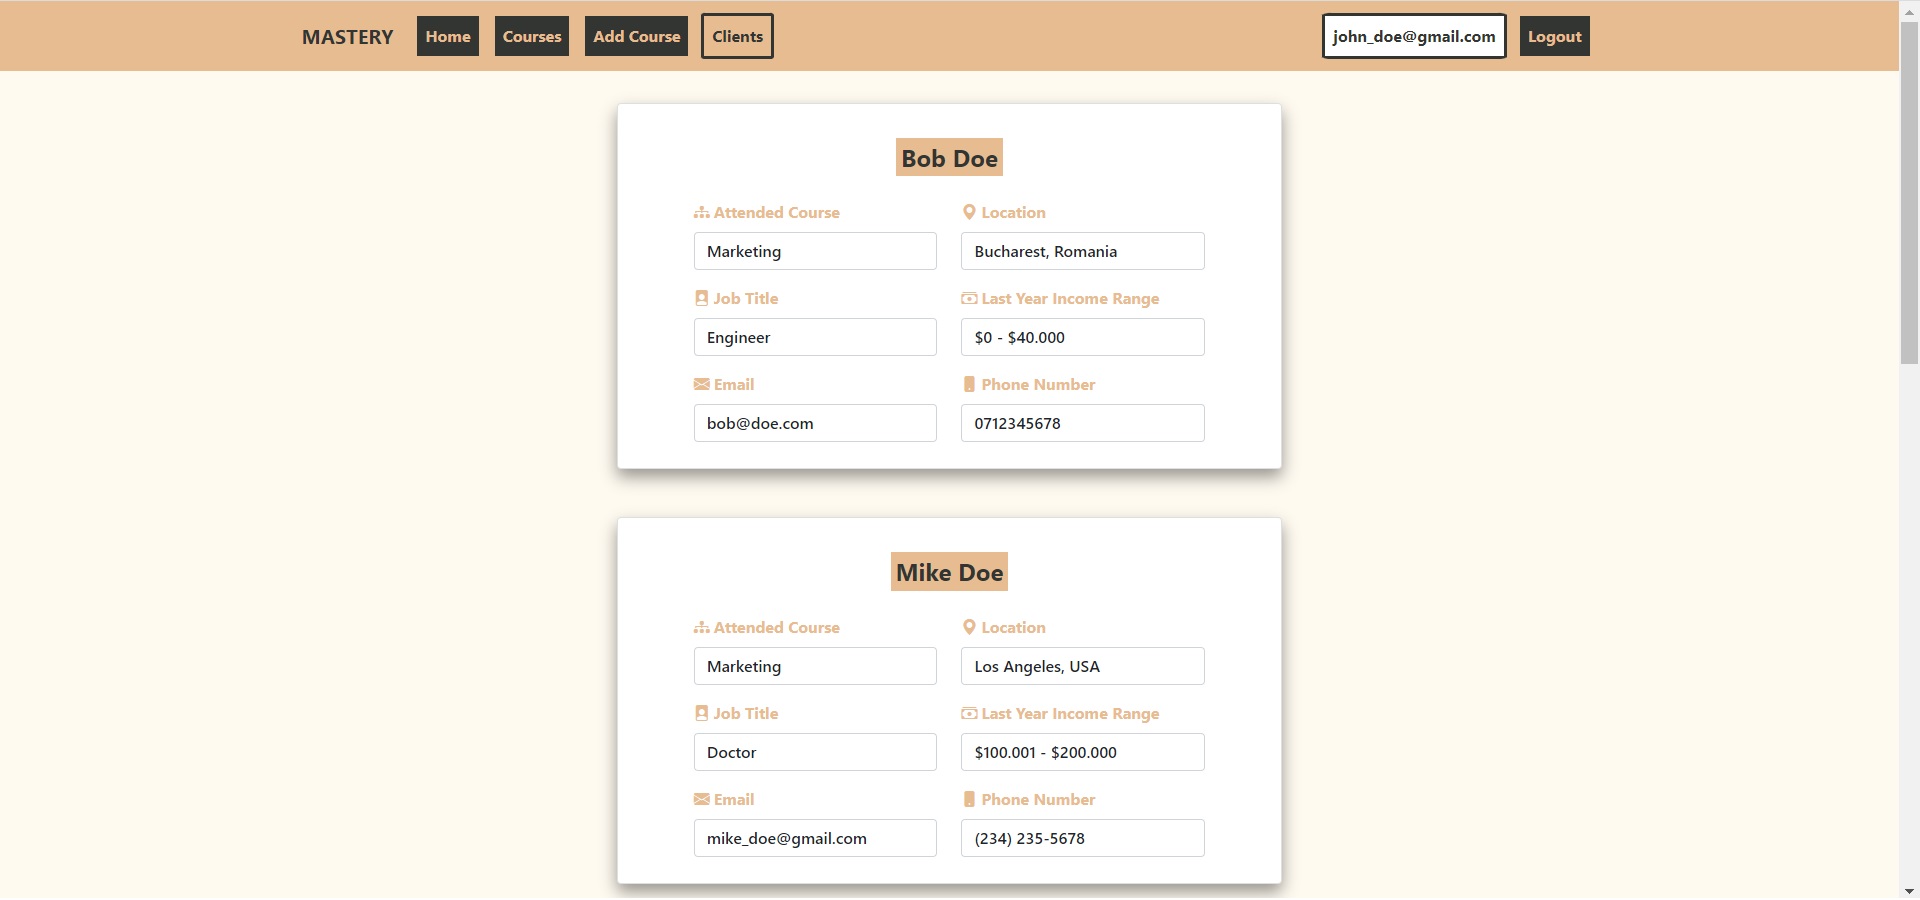 MASTERY Home Courses Add Course Clients john_doe@gmail.com Logout
Bob Doe
Attended Course Location
Marketing Bucharest, Romania
Job Title Last Year Income Range
Engineer $0 - $40.000
Email Phone Number
bob@doe.com 0712345678
Mike Doe
Attended Course Location
Marketing Los Angeles, USA
Job Title Last Year Income Range
Doctor $100.001 - $200.000
Email Phone Number
mike_doe@gmail.com (234) 235-5678